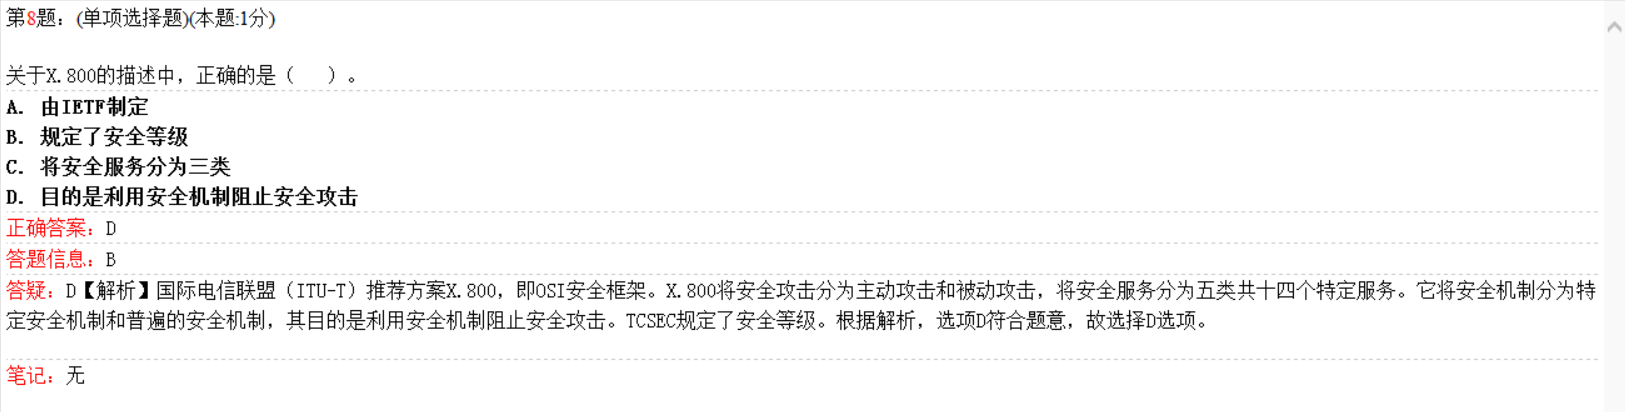 第8题：(单项选择题)(本题:1分)
关于X.800的描述中，正确的是（　　）。
A. 由IETF制定
B. 规定了安全等级
C. 将安全服务分为三类
D. 目的是利用安全机制阻止安全攻击
正确答案：D
答题信息：B
答疑：D【解析】国际电信联盟（ITU-T）推荐方案X.800，即OSI安全框架。X.800将安全攻击分为主动攻击和被动攻击，将安全服务分为五类共十四个特定服务。它将安全机制分为特
定安全机制和普遍的安全机制，其目的是利用安全机制阻止安全攻击。TCSEC规定了安全等级。根据解析，选项D符合题意，故选择D选项。
笔记：无